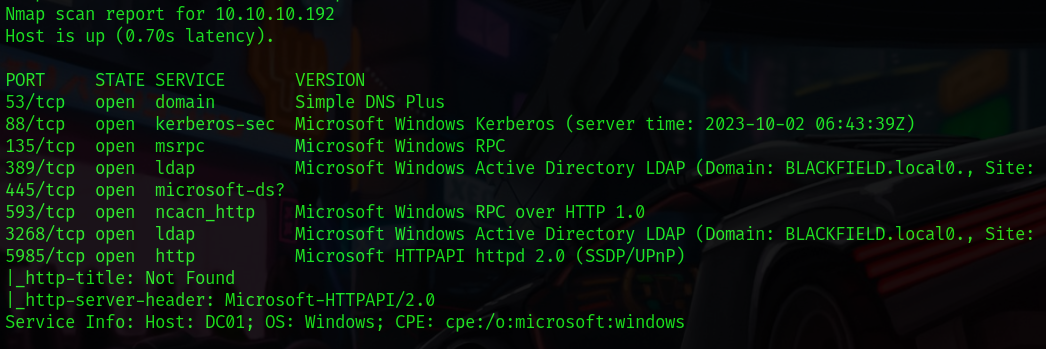 Nmap scan report for 10.10.10.192
Host is up (0.70s latency).
PORT     STATE SERVICE       VERSION
53/tcp   open  domain        Simple DNS Plus
88/tcp   open  kerberos-sec  Microsoft Windows Kerberos (server time: 2023-10-02 06:43:39Z)
135/tcp  open  msrpc         Microsoft Windows RPC
389/tcp  open  ldap          Microsoft Windows Active Directory LDAP (Domain: BLACKFIELD.local0., Site:
445/tcp  open  microsoft-ds?
593/tcp  open  ncacn_http    Microsoft Windows RPC over HTTP 1.0
3268/tcp open  ldap          Microsoft Windows Active Directory LDAP (Domain: BLACKFIELD.local0., Site:
5985/tcp open  http          Microsoft HTTPAPI httpd 2.0 (SSDP/UPnP)
|_http-title: Not Found
|_http-server-header: Microsoft-HTTPAPI/2.0
Service Info: Host: DC01; OS: Windows; CPE: cpe:/o:microsoft:windows